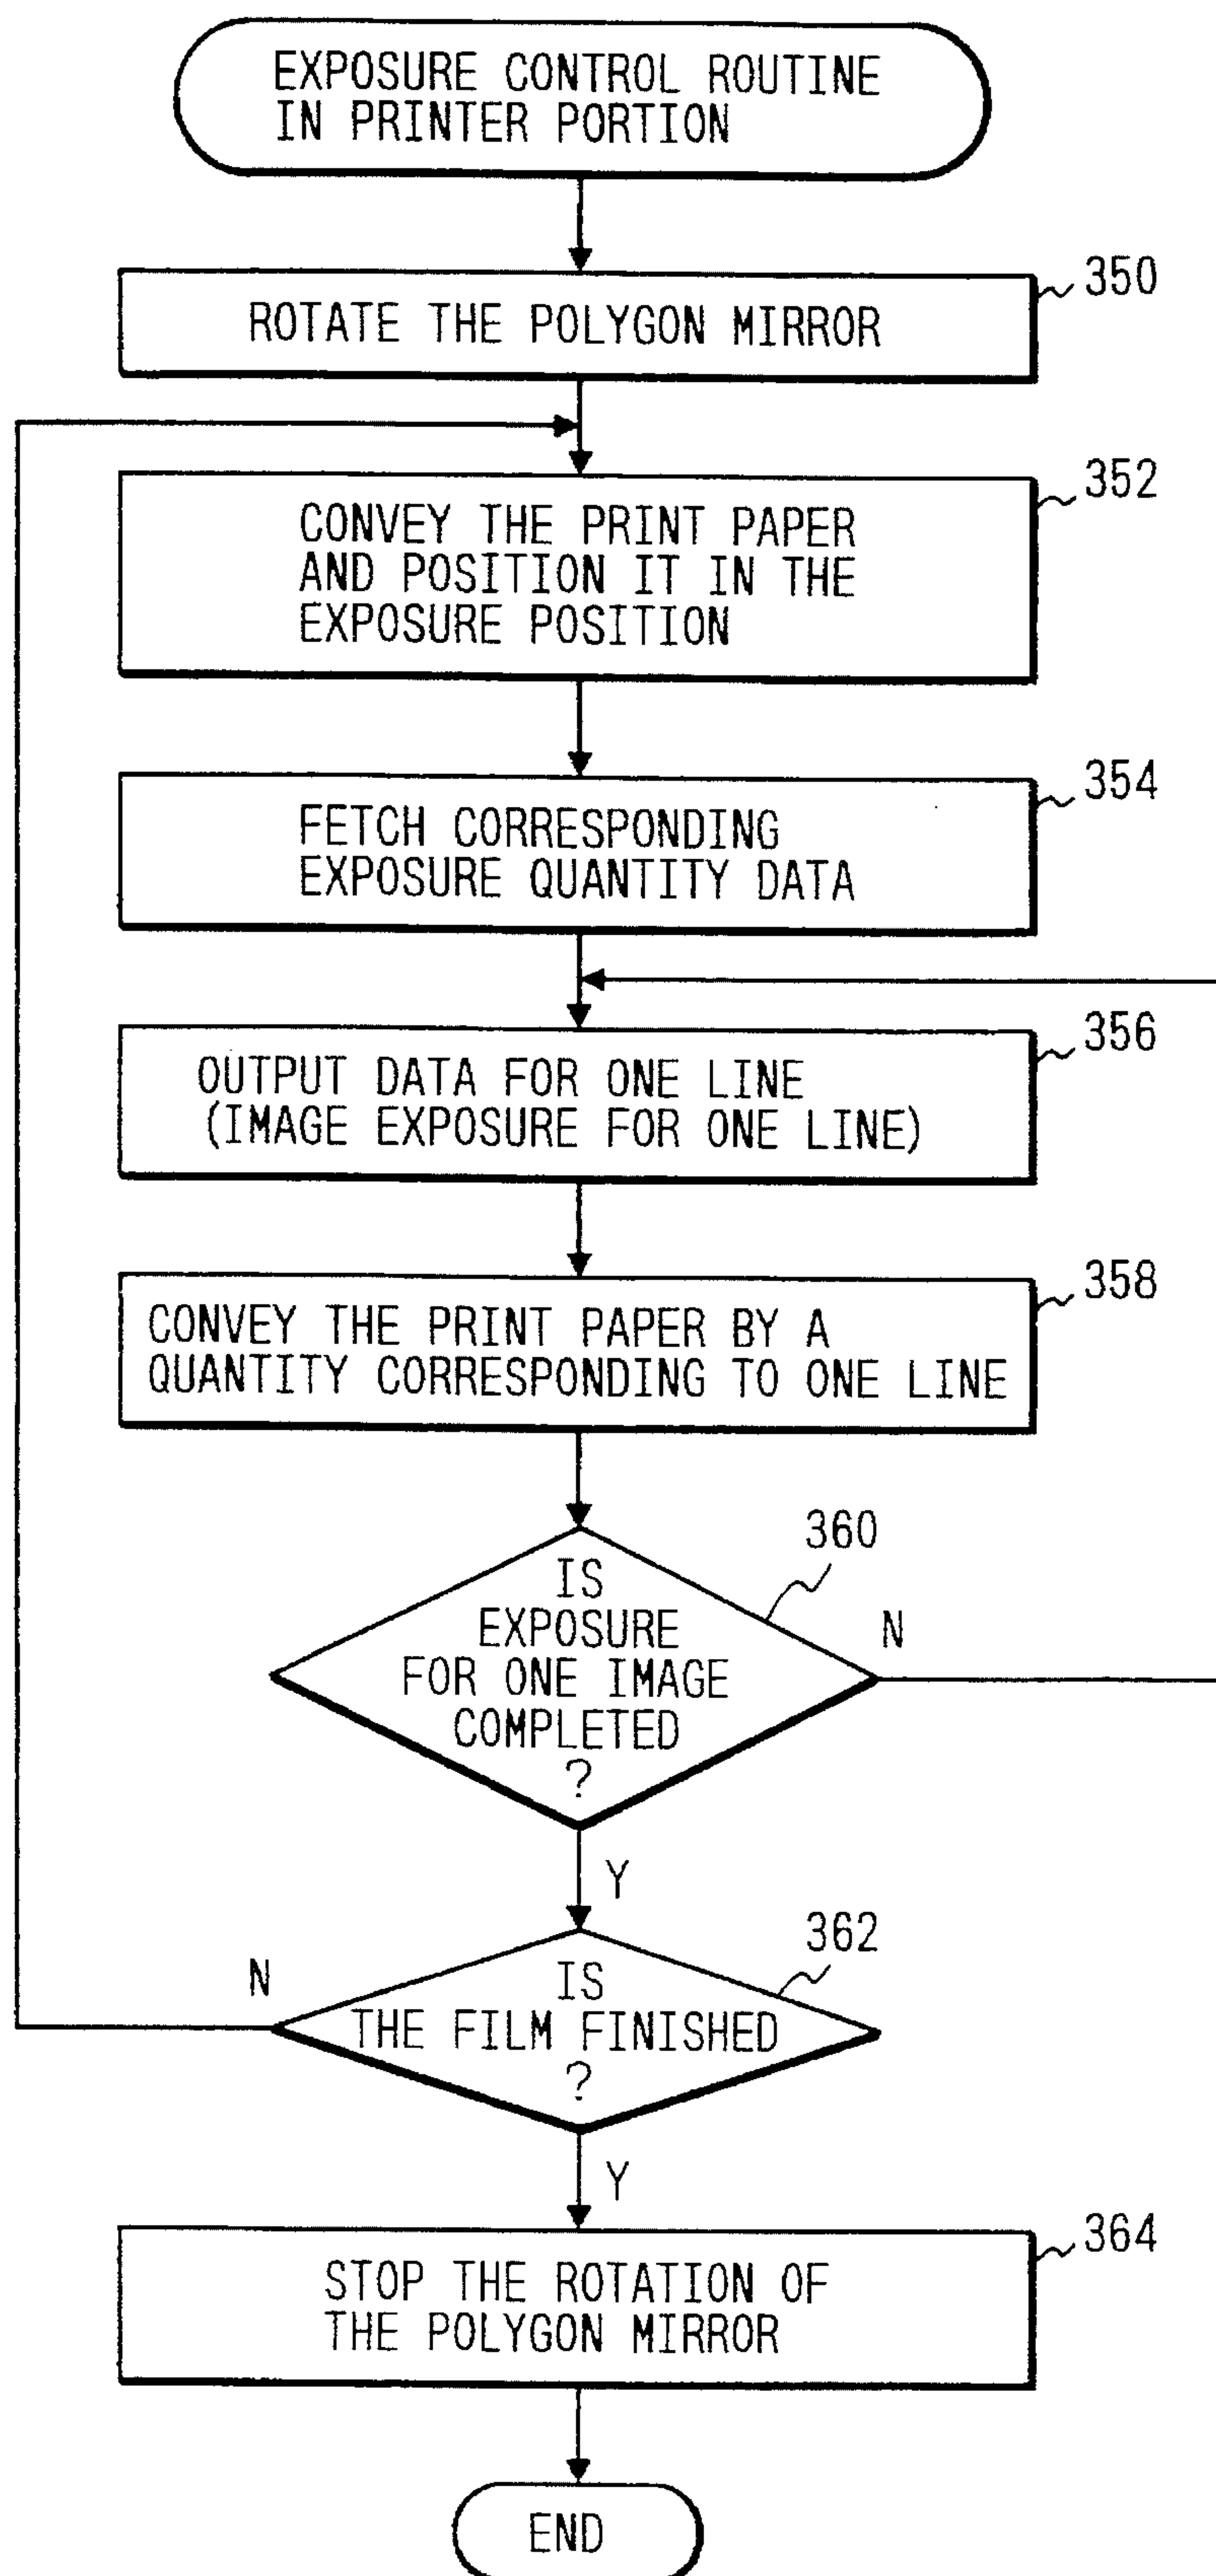 EXPOSURE CONTROL ROUTINE
IN PRINTER PORTION
350
ROTATE THE POLYGON MIRROR
352
CONVEY THE PRINT PAPER
AND POSITION IT IN THE
EXPOSURE POSITION
354
FETCH CORRESPONDING
EXPOSURE QUANTITY DATA
356
OUTPUT DATA FOR ONE LINE
(IMAGE EXPOSURE FOR ONE LINE)
358
CONVEY THE PRINT PAPER BY A
QUANTITY CORRESPONDING TO ONE LINE
360
IS
EXPOSURE
FOR ONE IMAGE
COMPLETED
?
N
Y
362
N
IS
THE FILM FINISHED
?
Y
364
STOP THE ROTATION OF
THE POLYGON MIRROR
END